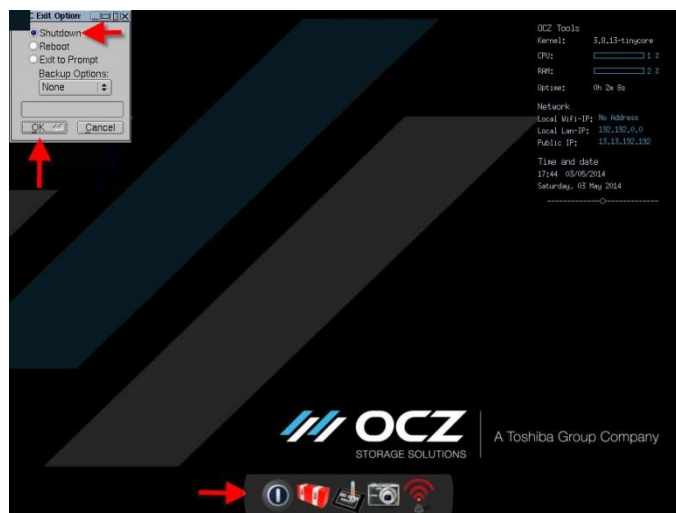 C Exit Options
Shutdown
Reboot
Exit to Prompt
Backup Options:
None
OK
Cancel
OCZ Tools
Kernel: 3.8.13-tinycore
CPU: 1 %
RAM: 2 %
Uptime: 0h 2m 8s
Network
Local Wifi-IP: No Address
Local Lan-IP: 192.192.0.0
Public IP: 13.13.192.192
Time and date
17:44 03/05/2014
Saturday, 03 May 2014
OCZ
STORAGE SOLUTIONS
A Toshiba Group Company